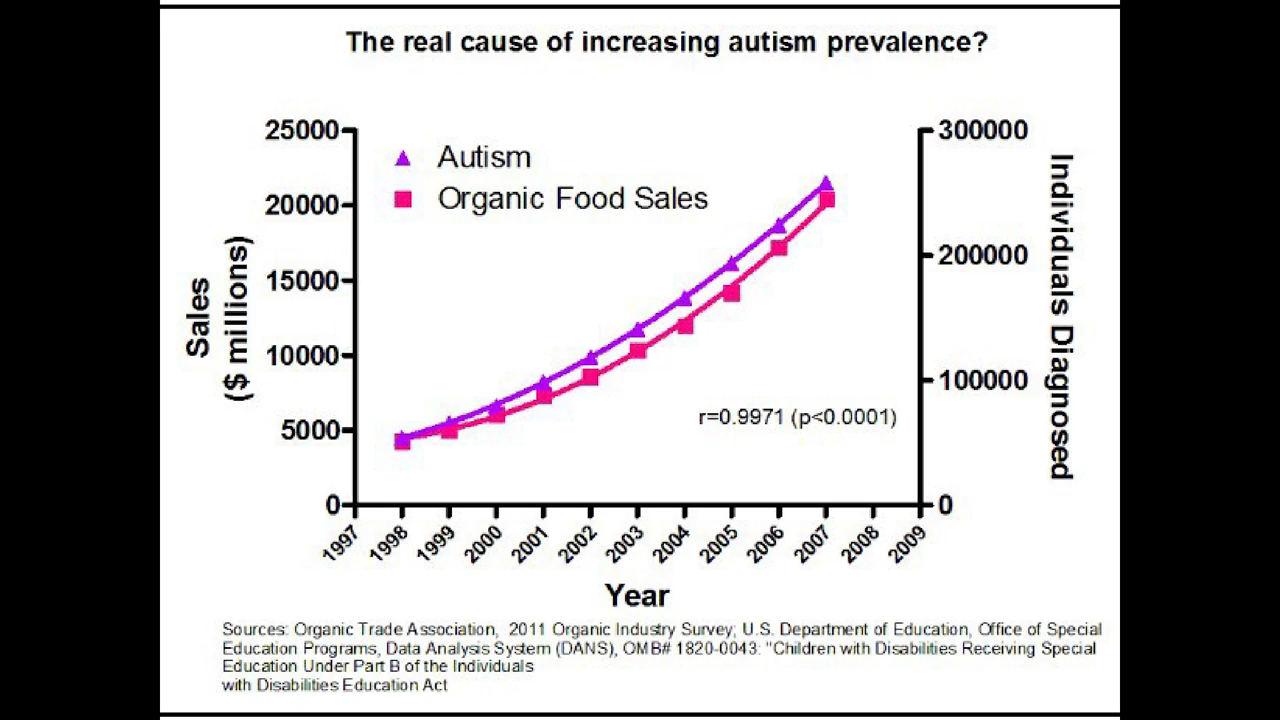 The real cause of increasing autism prevalence?
25000
20000
15000
10000
5000
0
Sales
($ millions)
Autism
Organic Food Sales
r=0.9971 (p<0.0001)
300000
200000
100000
0
Individuals Diagnosed
1997
1998
1999
2000
2001
2002
2003
2004
2005
2006
2007
2008
2009
Year
Sources: Organic Trade Association, 2011 Organic Industry Survey; U.S. Department of Education, Office of Special
Education Programs, Data Analysis System (DANS), OMB# 1820-0043: "Children with Disabilities Receiving Special
Education Under Part B of the Individuals
with Disabilities Education Act